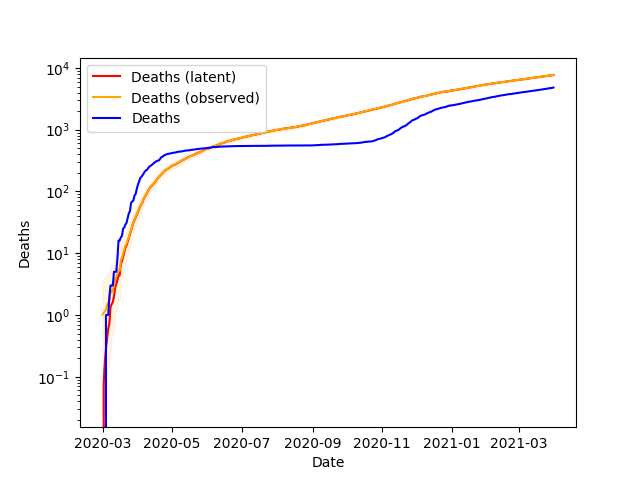 Deaths (latent)
Deaths (observed)
Deaths
Deaths
10^4
10^3
10^2
10^1
10^0
10^−1
2020-03 2020-05 2020-07 2020-09 2020-11 2021-01 2021-03
Date